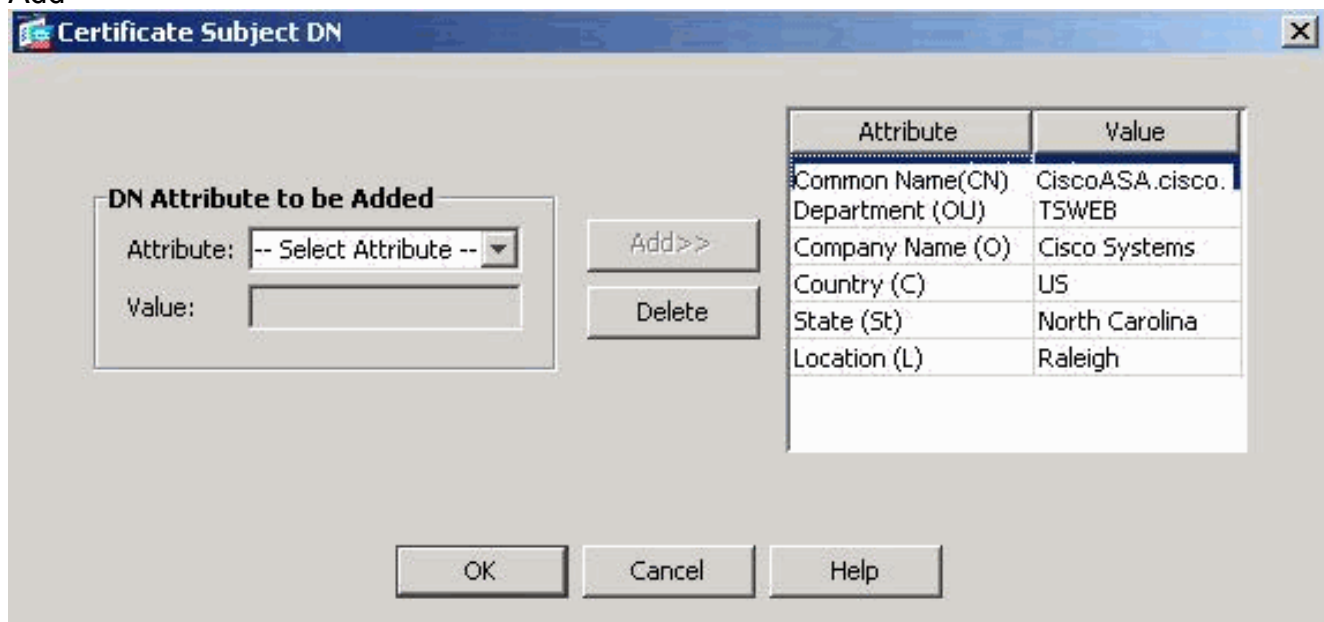 Add
Certificate Subject DN
DN Attribute to be Added
Attribute: -- Select Attribute --
Value:
Add>>
Delete
Attribute Value
Common Name(CN) CiscoASA.cisco.
Department (OU) TSWEB
Company Name (O) Cisco Systems
Country (C) US
State (St) North Carolina
Location (L) Raleigh
OK Cancel Help